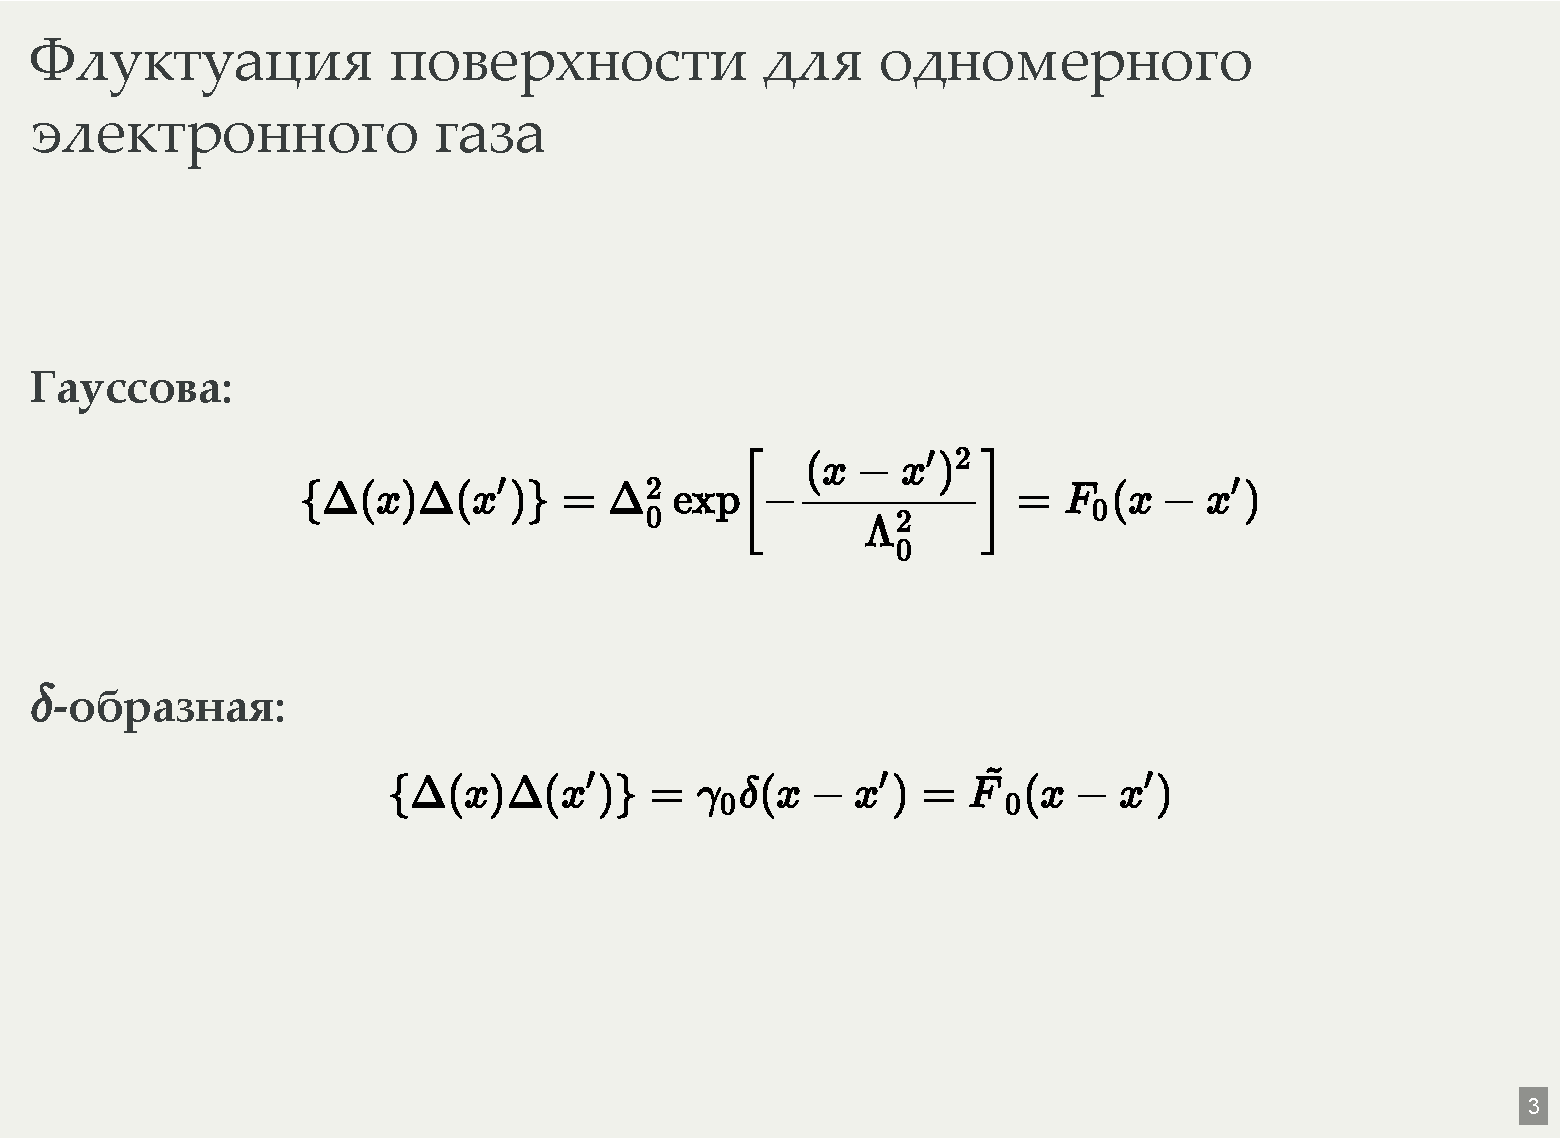 Флуктуация поверхности для одномерного
электронного газа
Гауссова:
{Δ(x)Δ(x′)} = Δ₀² exp[−(x − x′)²/Λ₀²] = F₀(x − x′)
δ-образная:
{Δ(x)Δ(x′)} = γ₀δ(x − x′) = F̃₀(x − x′)
3